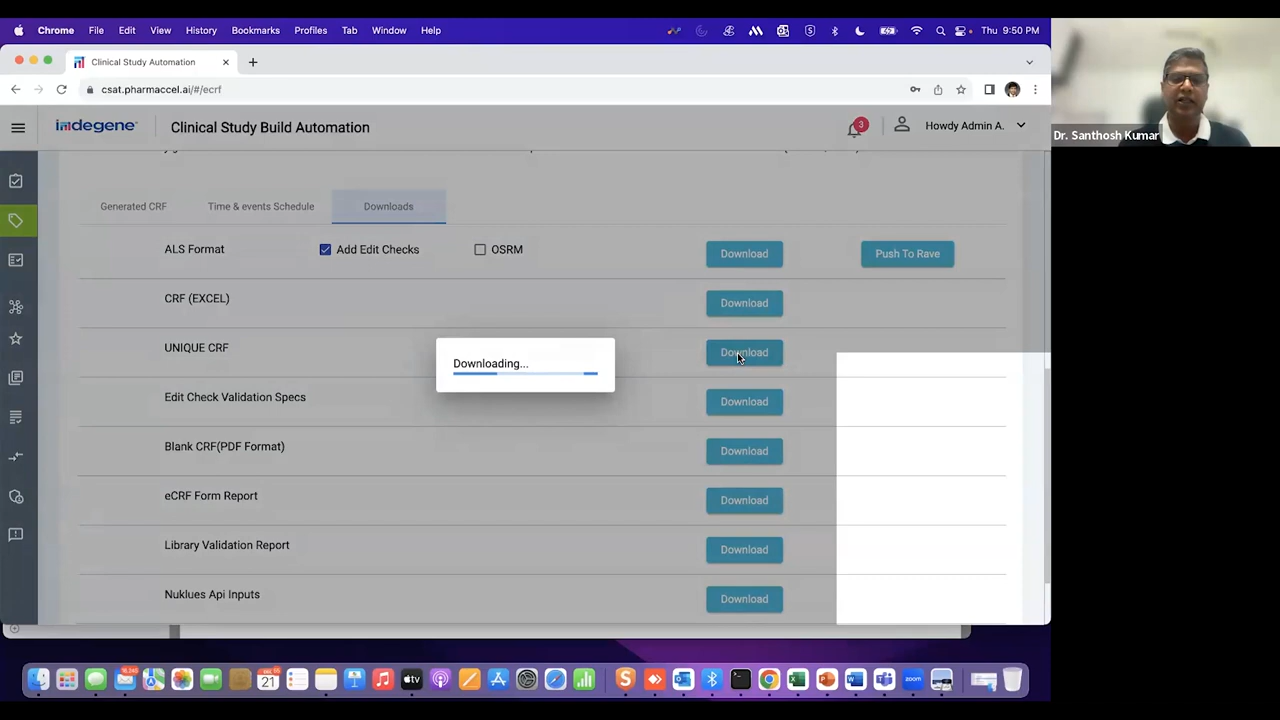 Chrome File Edit View History Bookmarks Profiles Tab Window Help Thu 9:50 PM
Clinical Study Automation
csat.pharmaccel.ai/#/ecrf
indegene Clinical Study Build Automation 3 Howdy Admin A.
Dr. Santhosh Kumar
Generated CRF Time & events Schedule Downloads
ALS Format Add Edit Checks OSRM Download Push To Rave
CRF (EXCEL) Download
UNIQUE CRF Download
Downloading...
Edit Check Validation Specs Download
Blank CRF(PDF Format) Download
eCRF Form Report Download
Library Validation Report Download
Nuklues Api Inputs Download
21 tv zoom